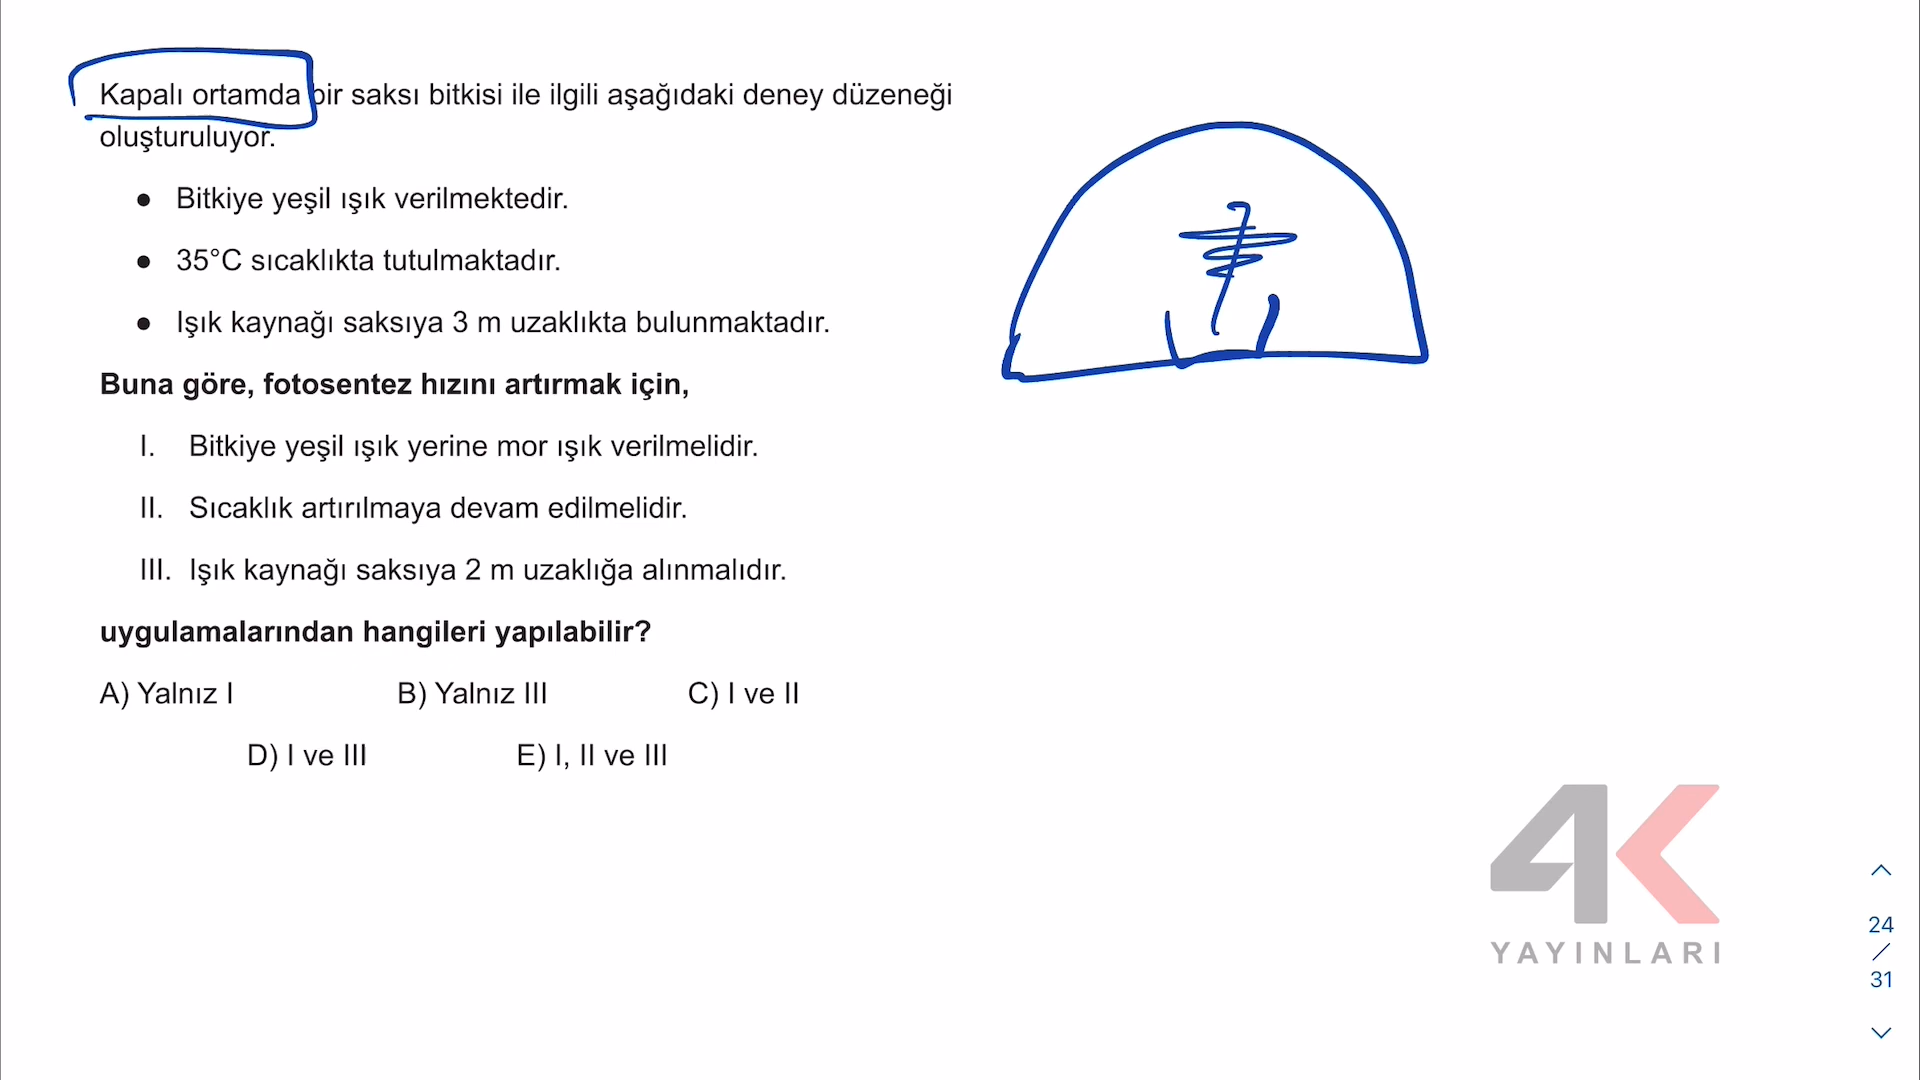 Kapalı ortamda bir saksı bitkisi ile ilgili aşağıdaki deney düzeneği
oluşturuluyor.
● Bitkiye yeşil ışık verilmektedir.
● 35°C sıcaklıkta tutulmaktadır.
● Işık kaynağı saksıya 3 m uzaklıkta bulunmaktadır.
Buna göre, fotosentez hızını artırmak için,
I. Bitkiye yeşil ışık yerine mor ışık verilmelidir.
II. Sıcaklık artırılmaya devam edilmelidir.
III. Işık kaynağı saksıya 2 m uzaklığa alınmalıdır.
uygulamalarından hangileri yapılabilir?
A) Yalnız I B) Yalnız III C) I ve II
D) I ve III E) I, II ve III
4K
YAYINLARI
24
/
31